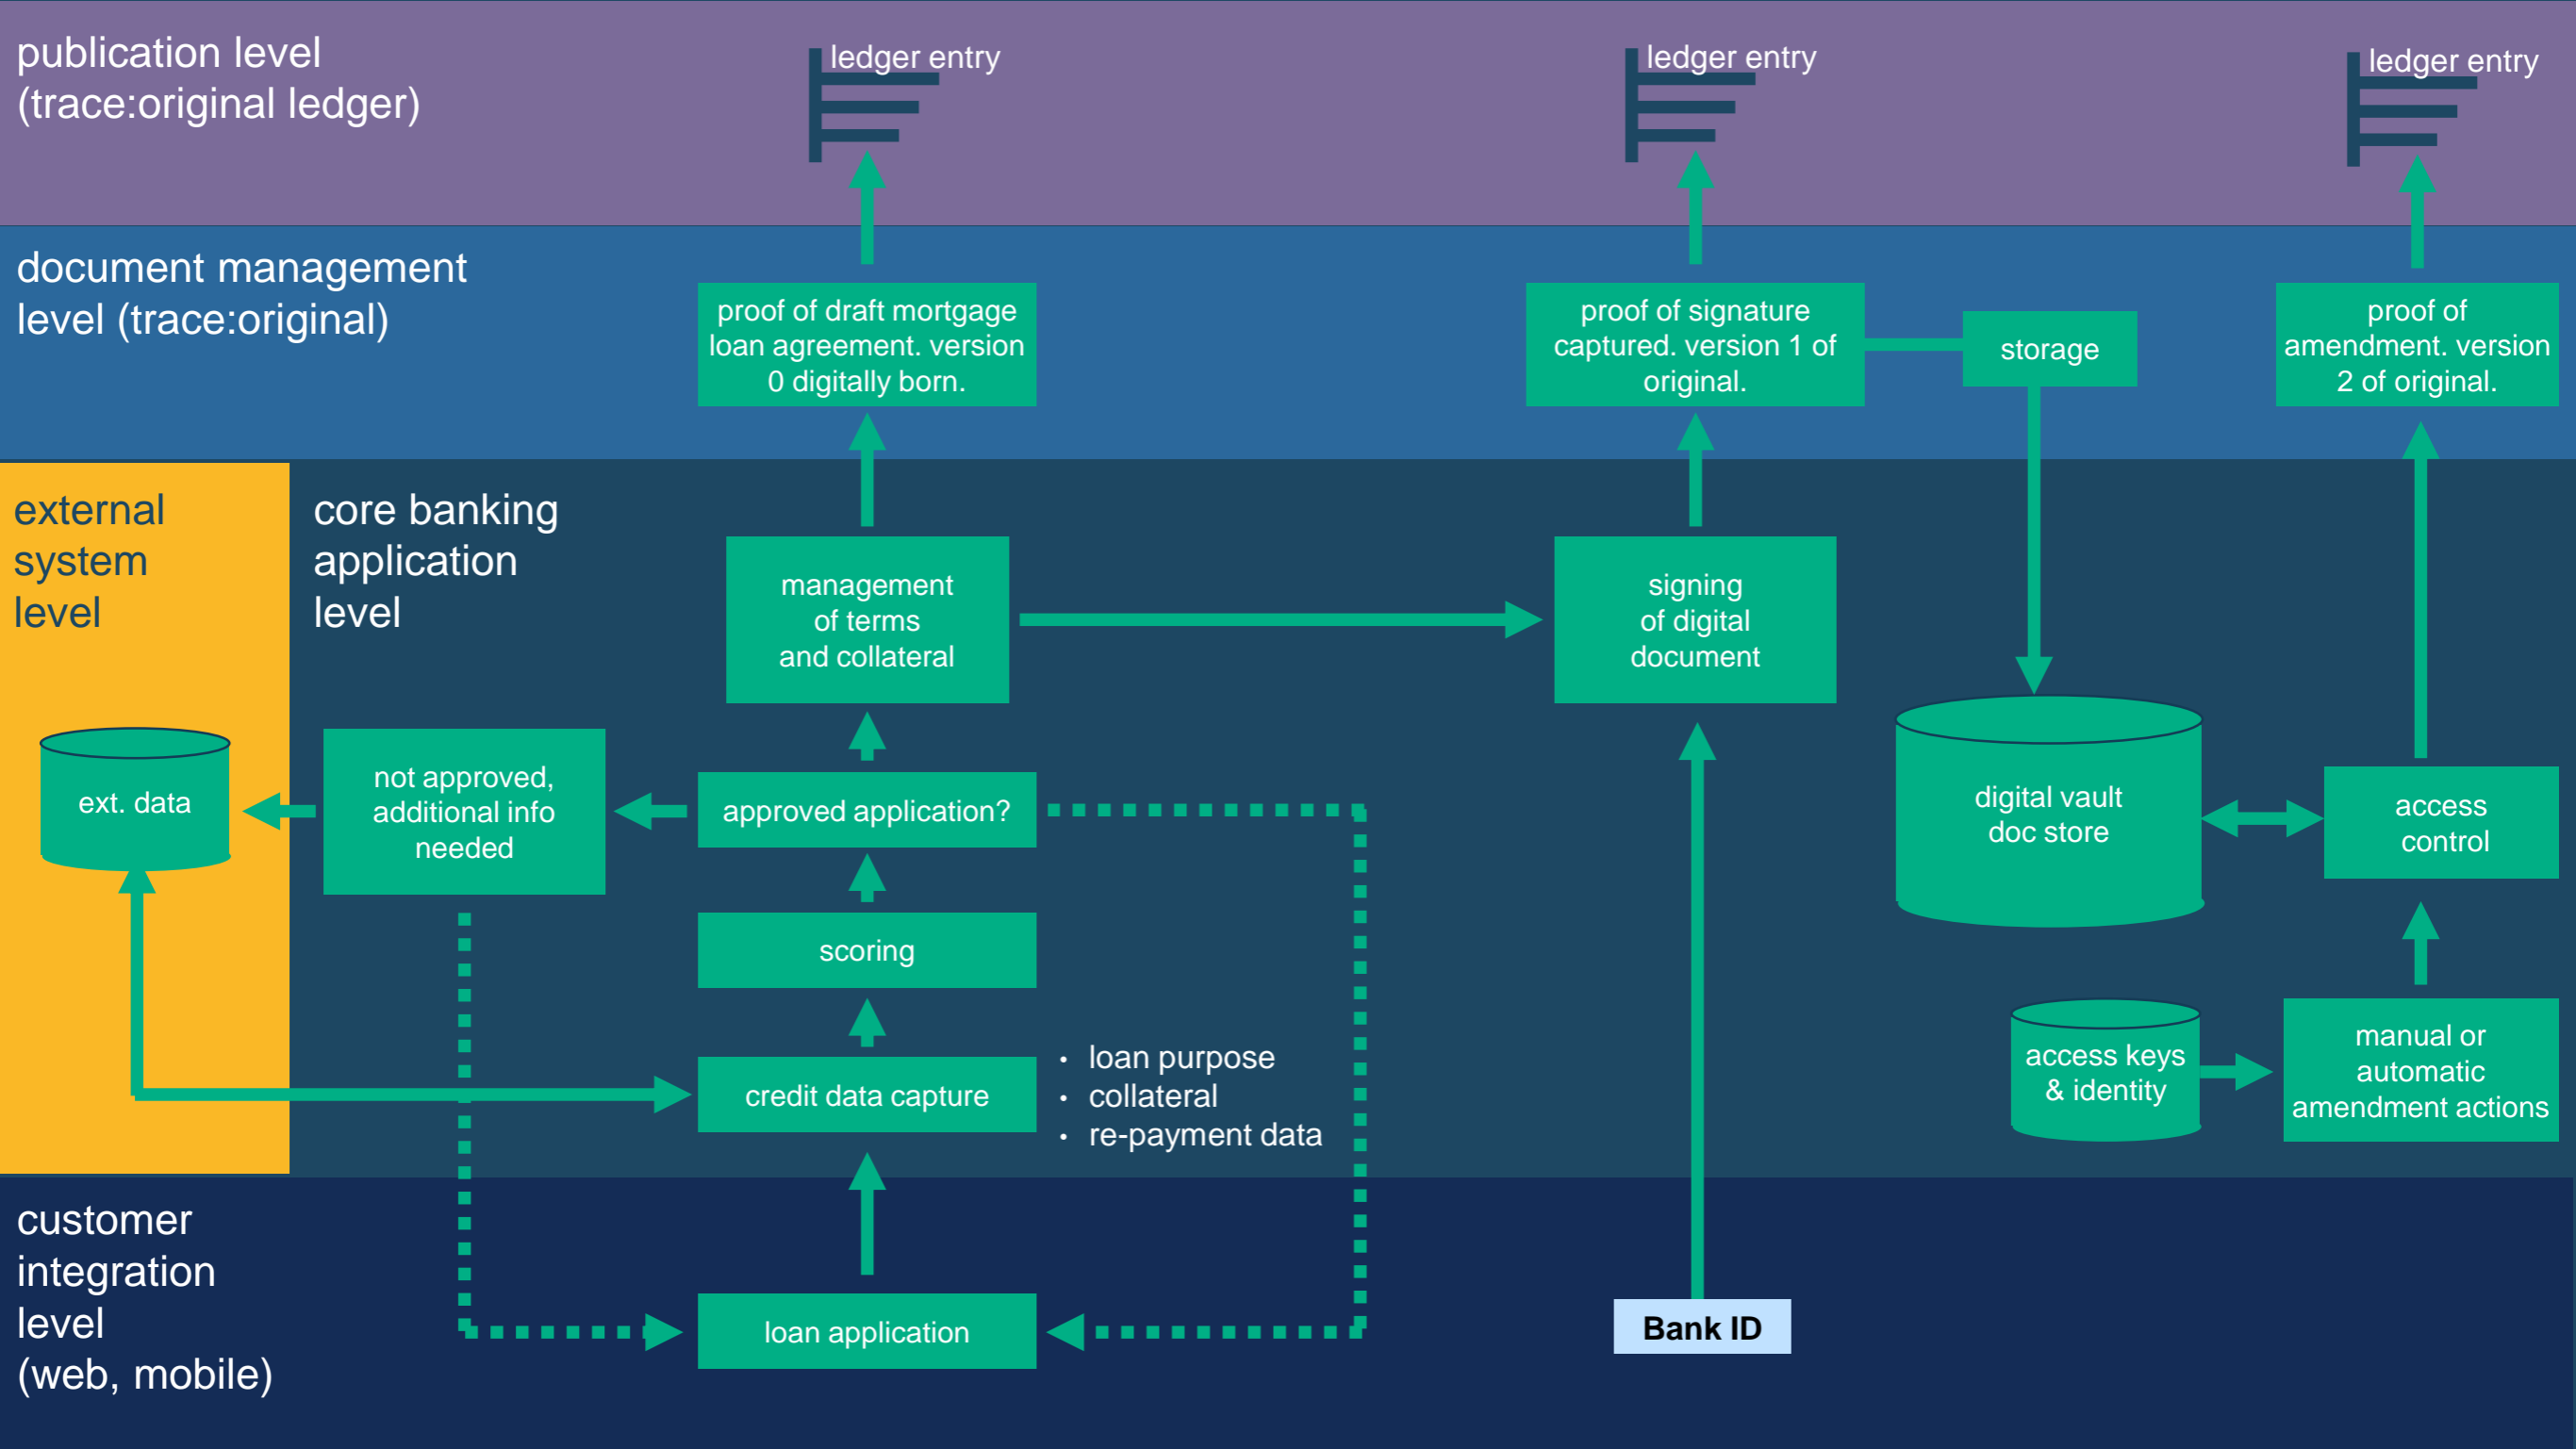 publication level
(trace:original ledger)
ledger entry
ledger entry
ledger entry
document management
level (trace:original)
proof of draft mortgage
loan agreement. version
0 digitally born.
proof of signature
captured. version 1 of
original.
storage
proof of
amendment. version
2 of original.
external
system
level
core banking
application
level
management
of terms
and collateral
signing
of digital
document
ext. data
not approved,
additional info
needed
approved application?
digital vault
doc store
access
control
scoring
credit data capture
• loan purpose
• collateral
• re-payment data
access keys
& identity
manual or
automatic
amendment actions
customer
integration
level
(web, mobile)
loan application
Bank ID